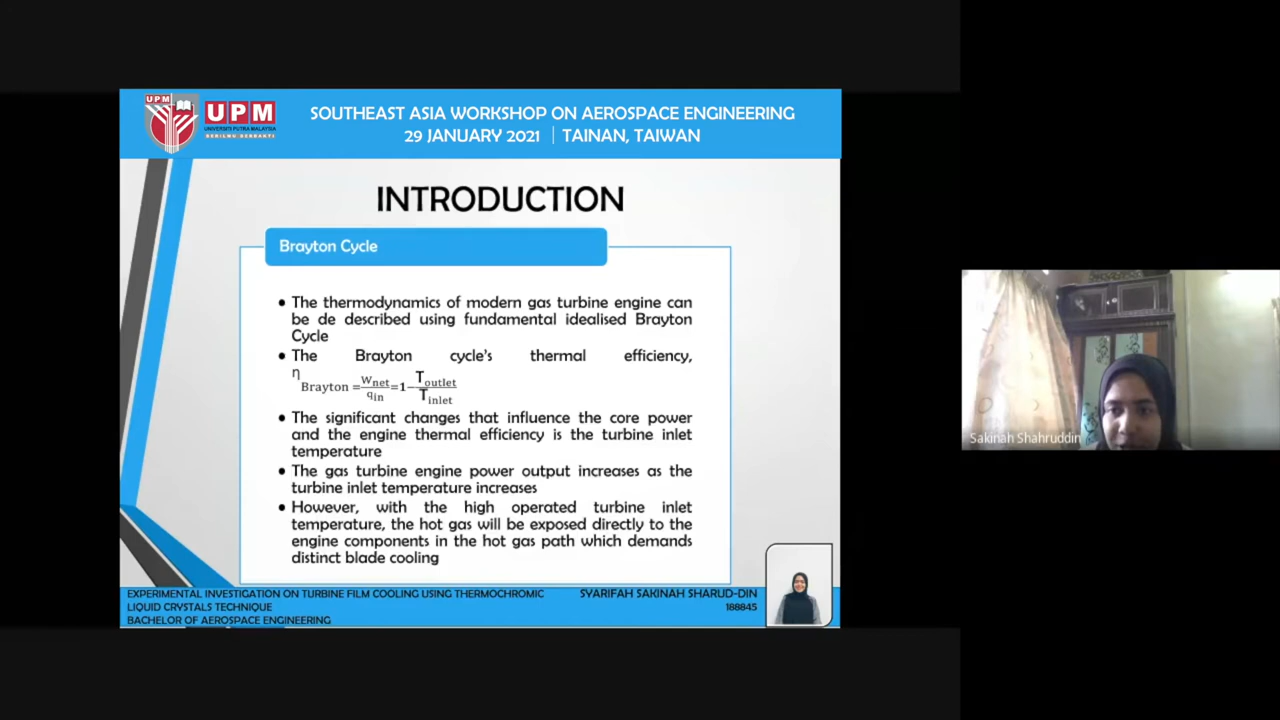 UPM
UPM
UNIVERSITI PUTRA MALAYSIA
BERILMU BERBAKTI
SOUTHEAST ASIA WORKSHOP ON AEROSPACE ENGINEERING
29 JANUARY 2021 | TAINAN, TAIWAN
INTRODUCTION
Brayton Cycle
• The thermodynamics of modern gas turbine engine can
be de described using fundamental idealised Brayton
Cycle
• The Brayton cycle's thermal efficiency,
η Brayton = w_net/q_in = 1− T_outlet/T_inlet
• The significant changes that influence the core power
and the engine thermal efficiency is the turbine inlet
temperature
• The gas turbine engine power output increases as the
turbine inlet temperature increases
• However, with the high operated turbine inlet
temperature, the hot gas will be exposed directly to the
engine components in the hot gas path which demands
distinct blade cooling
EXPERIMENTAL INVESTIGATION ON TURBINE FILM COOLING USING THERMOCHROMIC
LIQUID CRYSTALS TECHNIQUE
BACHELOR OF AEROSPACE ENGINEERING
SYARIFAH SAKINAH SHARUD-DIN
188845
Sakinah Shahruddin